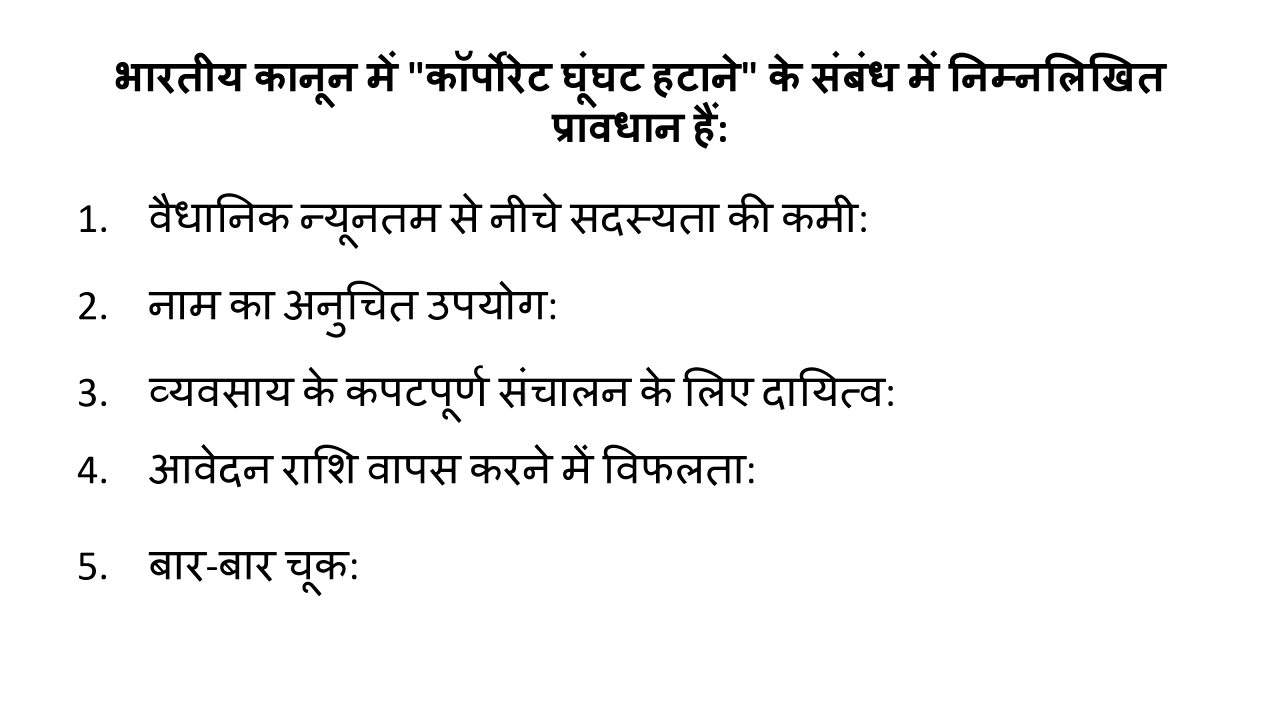 भारतीय कानून में "कॉर्पोरेट घूंघट हटाने" के संबंध में निम्नलिखित
प्रावधान हैं:
1. वैधानिक न्यूनतम से नीचे सदस्यता की कमी:
2. नाम का अनुचित उपयोग:
3. व्यवसाय के कपटपूर्ण संचालन के लिए दायित्व:
4. आवेदन राशि वापस करने में विफलता:
5. बार-बार चूक: